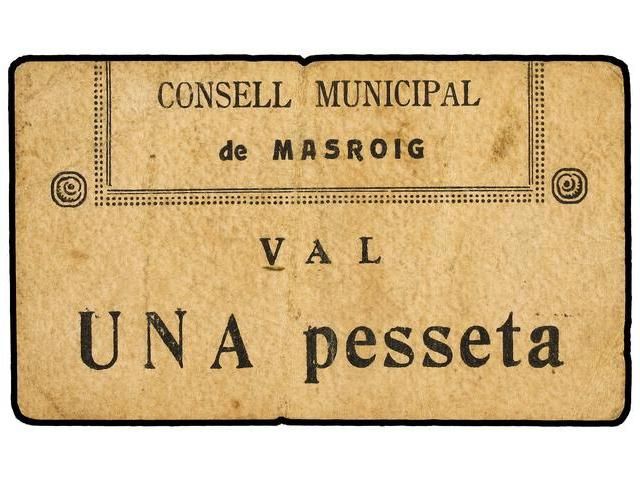 CONSELL MUNICIPAL
de MASROIG
VAL
UNA pesseta